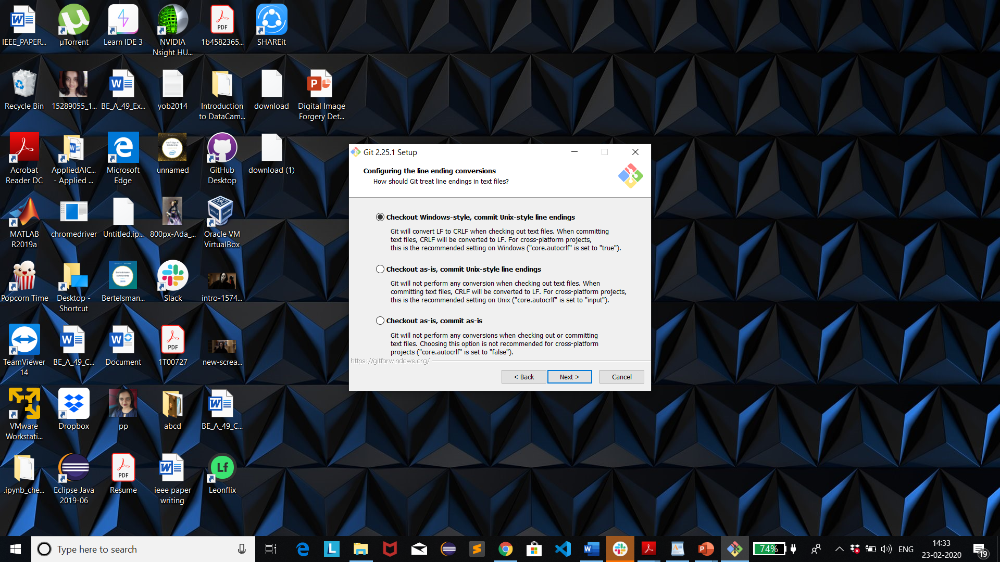 IEEE_PAPER...
µTorrent
Learn IDE 3
NVIDIA
Nsight HU...
1b4582365...
SHAREit
Recycle Bin
15289055_1...
BE_A_49_Ex...
yob2014
Introduction
to DataCam...
download
Digital Image
Forgery Det...
Acrobat
Reader DC
AppliedAIC...
- Applied ...
Microsoft
Edge
unnamed
GitHub
Desktop
download (1)
MATLAB
R2019a
chromedriver
Untitled.ip...
800px-Ada_...
Oracle VM
VirtualBox
Popcorn Time
Desktop -
Shortcut
Bertelsman...
Slack
intro-1574...
TeamViewer
14
BE_A_49_C...
Document
1T00727
new-screa...
VMware
Workstati...
Dropbox
pp
abcd
BE_A_49_C...
.ipynb_che...
Eclipse Java
2019-06
Resume
ieee paper
writing
Leonflix
Git 2.25.1 Setup
Configuring the line ending conversions
How should Git treat line endings in text files?
Checkout Windows-style, commit Unix-style line endings
Git will convert LF to CRLF when checking out text files. When committing
text files, CRLF will be converted to LF. For cross-platform projects,
this is the recommended setting on Windows ("core.autocrlf" is set to "true").
Checkout as-is, commit Unix-style line endings
Git will not perform any conversion when checking out text files. When
committing text files, CRLF will be converted to LF. For cross-platform projects,
this is the recommended setting on Unix ("core.autocrlf" is set to "input").
Checkout as-is, commit as-is
Git will not perform any conversions when checking out or committing
text files. Choosing this option is not recommended for cross-platform
projects ("core.autocrlf" is set to "false").
https://gitforwindows.org/
< Back
Next >
Cancel
Type here to search
74%
ENG
14:33
23-02-2020
19